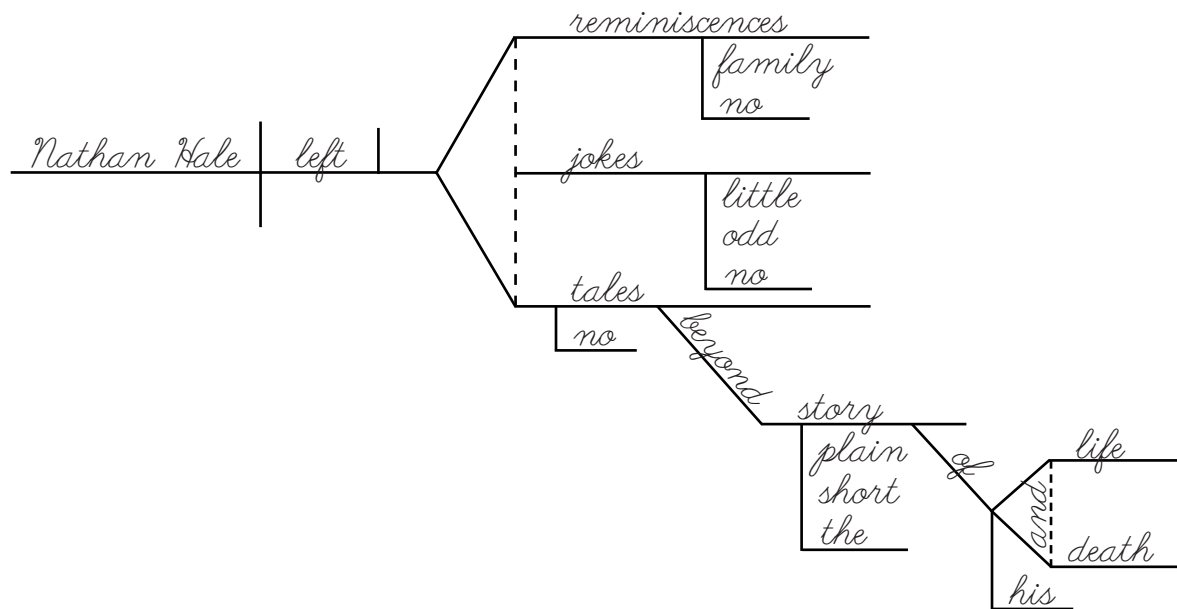 reminiscences
family
no
Nathan Hale left
jokes
little
odd
no
tales
no
beyond
story
plain
short
the
of
life
and
death
his